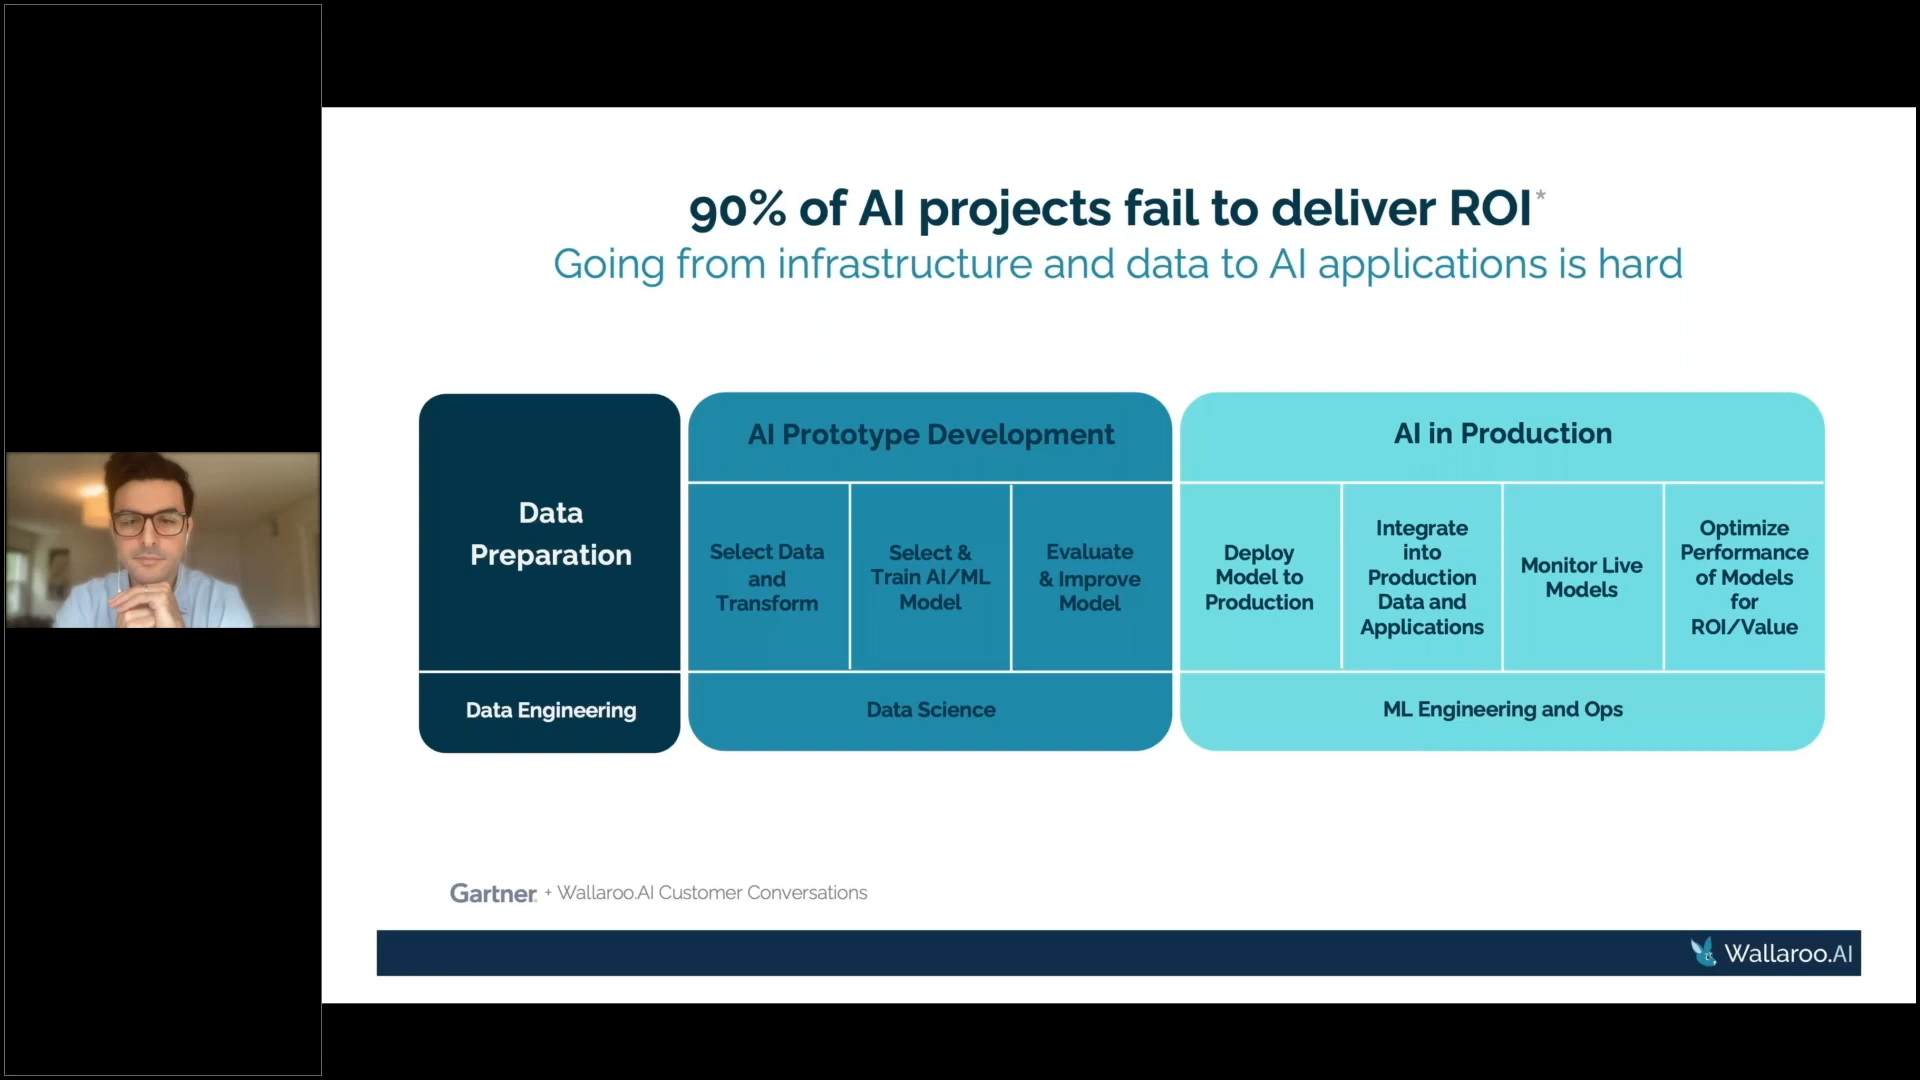 90% of AI projects fail to deliver ROI*
Going from infrastructure and data to AI applications is hard
Data
Preparation
Data Engineering
AI Prototype Development
Select Data
and
Transform
Select &
Train AI/ML
Model
Evaluate
& Improve
Model
Data Science
AI in Production
Deploy
Model to
Production
Integrate
into
Production
Data and
Applications
Monitor Live
Models
Optimize
Performance
of Models
for
ROI/Value
ML Engineering and Ops
Gartner + Wallaroo.AI Customer Conversations
Wallaroo.AI